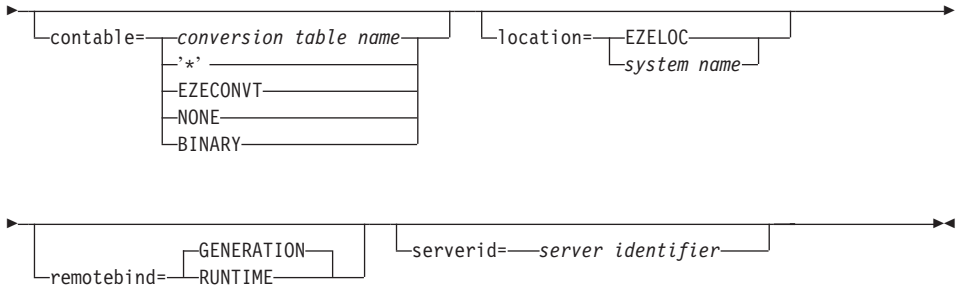 contable= conversion table name
'*'
EZECONVT
NONE
BINARY
location= EZELOC
system name
remotebind= GENERATION
RUNTIME
serverid= server identifier